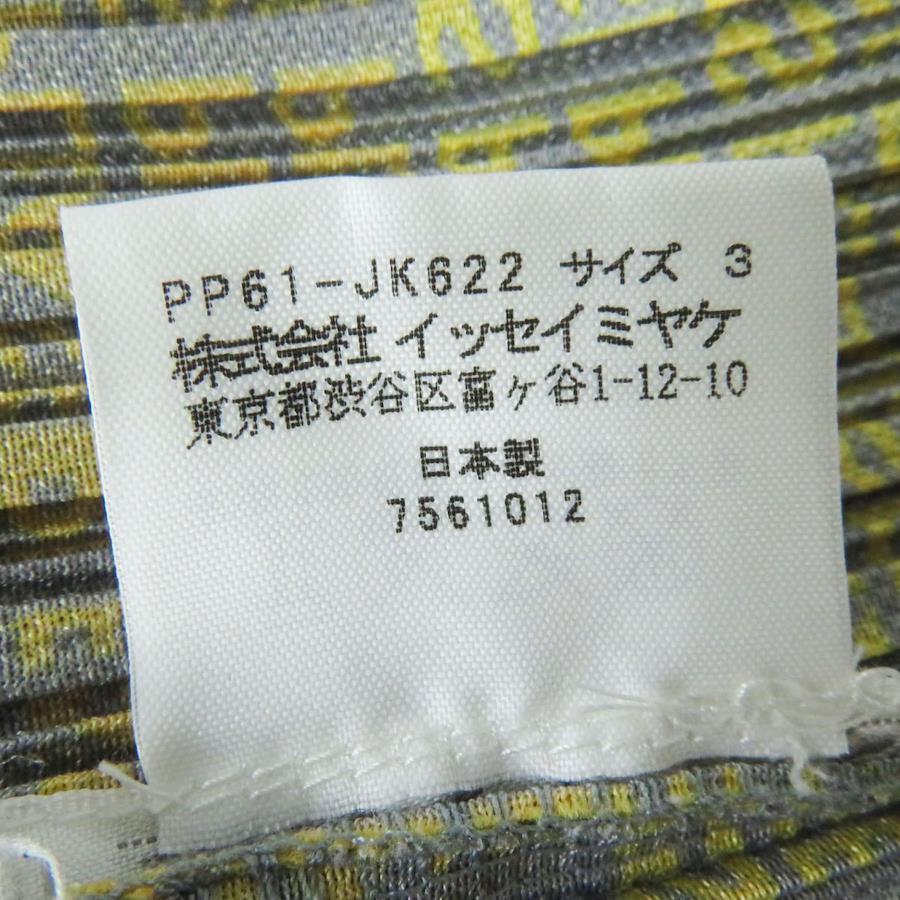 PP61-JK622 サイズ 3
株式会社 イッセイミヤケ
東京都渋谷区富ヶ谷1-12-10
日本製
7561012